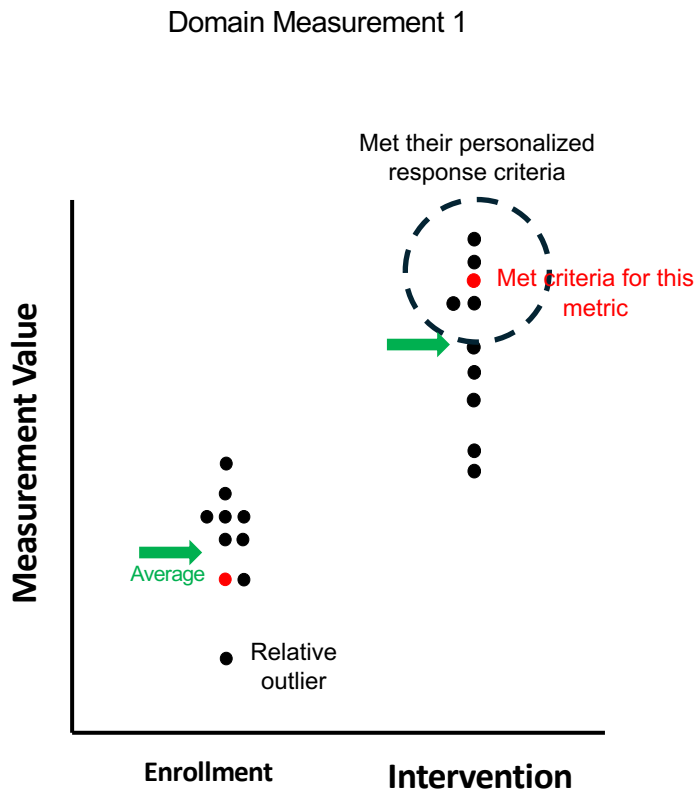 Domain Measurement 1
Met their personalized
response criteria
Met criteria for this
metric
Measurement Value
Average
Relative
outlier
Enrollment
Intervention